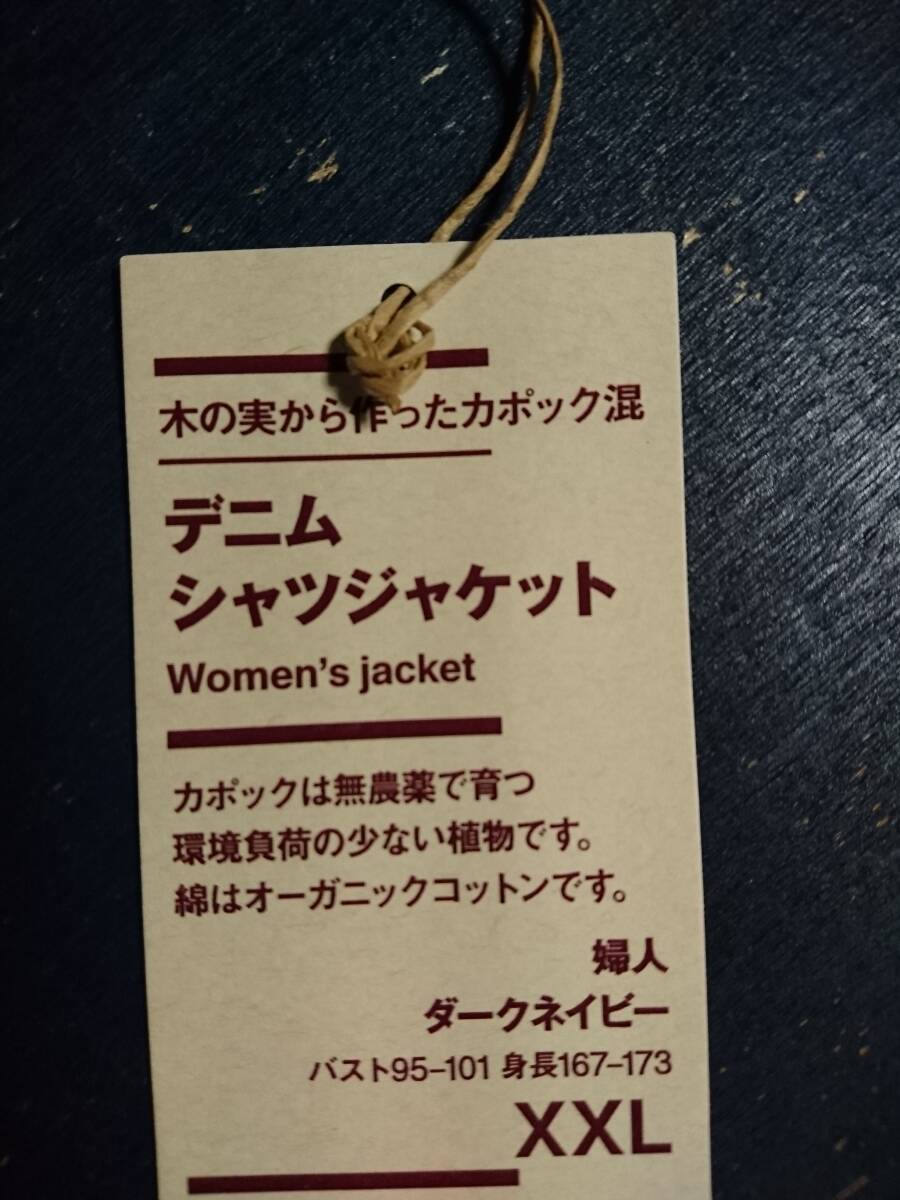 木の実から作ったカポック混
デニム
シャツジャケット
Women's jacket
カポックは無農薬で育つ
環境負荷の少ない植物です。
綿はオーガニックコットンです。
婦人
ダークネイビー
バスト95–101 身長167–173
XXL